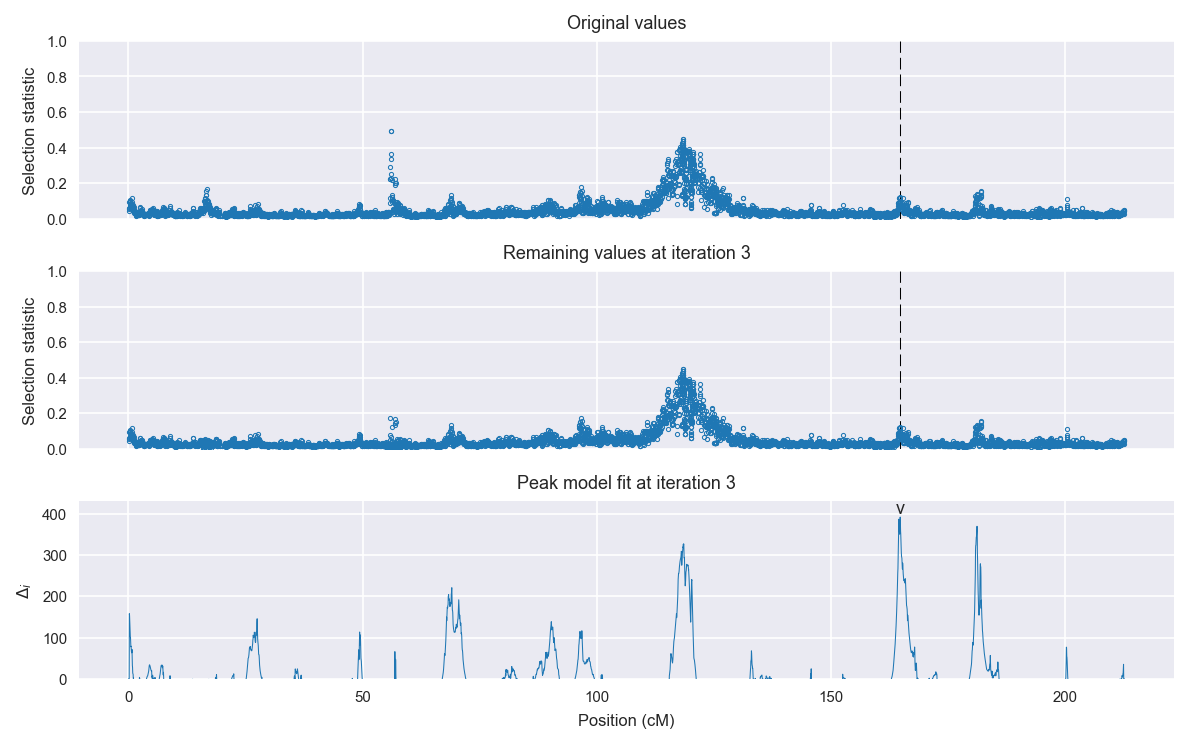 Original values
1.0
0.8
0.6
0.4
0.2
0.0
Selection statistic
Remaining values at iteration 3
1.0
0.8
0.6
0.4
0.2
0.0
Selection statistic
Peak model fit at iteration 3
v
400
300
200
100
0
Δi
0 50 100 150 200
Position (cM)